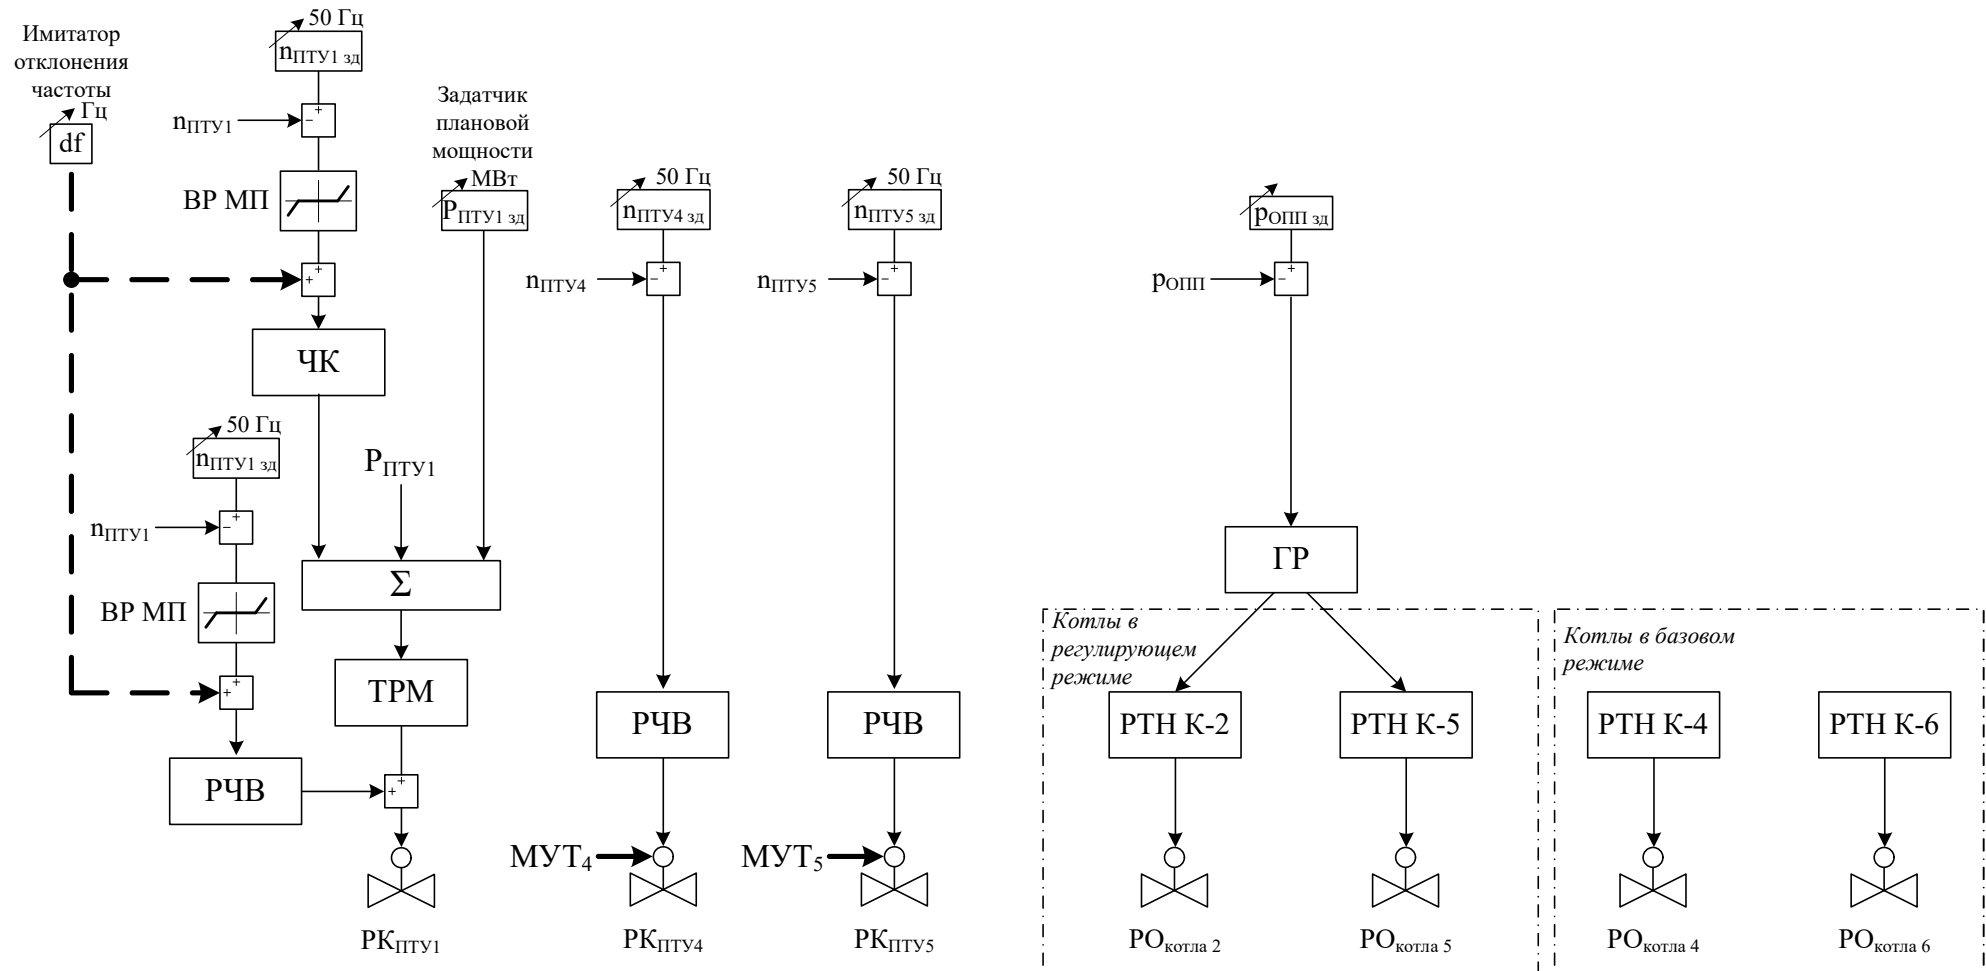 Имитатор
отклонения
частоты
Гц
df
50 Гц
nПТУ1 зд
+
−
nПТУ1
ВР МП
+
+
ЧК
Задатчик
плановой
мощности
МВт
PПТУ1 зд
50 Гц
nПТУ1 зд
+
−
nПТУ1
ВР МП
+
+
РЧВ
PПТУ1
Σ
ТРМ
+
+
РКПТУ1
50 Гц
nПТУ4 зд
+
−
nПТУ4
РЧВ
МУТ4
РКПТУ4
50 Гц
nПТУ5 зд
+
−
nПТУ5
РЧВ
МУТ5
РКПТУ5
pОПП зд
+
−
pОПП
ГР
Котлы в
регулирующем
режиме
РТН К-2
РТН К-5
РОкотла 2
РОкотла 5
Котлы в базовом
режиме
РТН К-4
РТН К-6
РОкотла 4
РОкотла 6